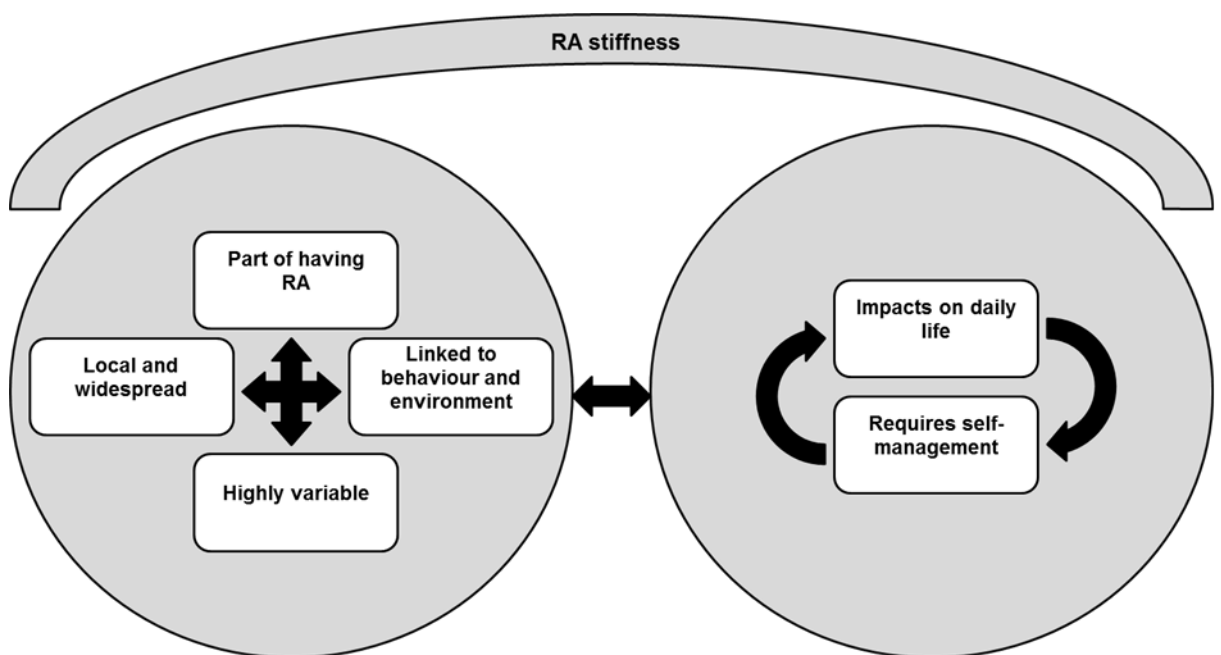 RA stiffness
Part of having
RA
Local and
widespread
Linked to
behaviour and
environment
Highly variable
Impacts on daily
life
Requires self-
management